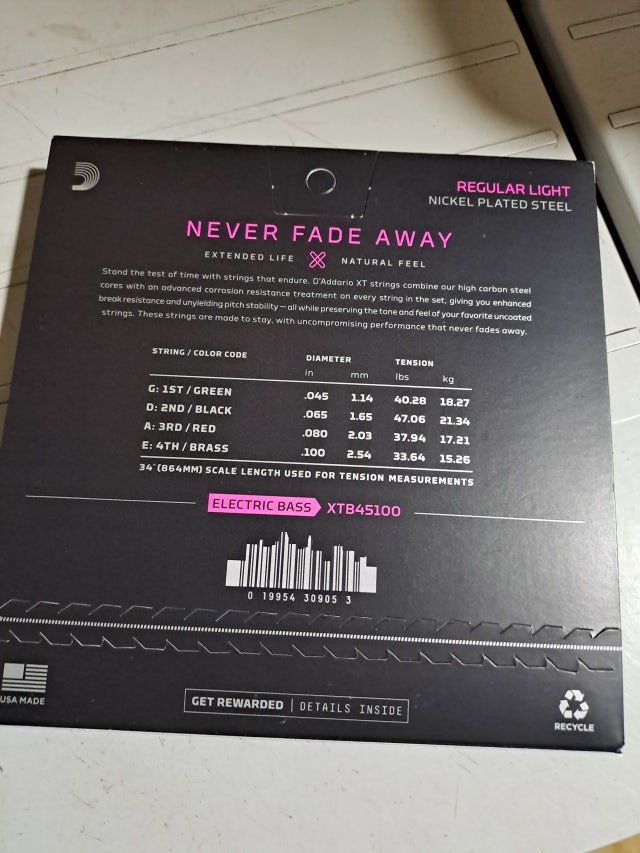 REGULAR LIGHT
NICKEL PLATED STEEL
NEVER FADE AWAY
EXTENDED LIFE NATURAL FEEL
Stand the test of time with strings that endure. D'Addario XT strings combine our high carbon steel
cores with an advanced corrosion resistance treatment on every string in the set, giving you enhanced
break resistance and unyielding pitch stability – all while preserving the tone and feel of your favorite uncoated
strings. These strings are made to stay, with uncompromising performance that never fades away.
STRING / COLOR CODE DIAMETER TENSION
in mm lbs kg
G: 1ST / GREEN .045 1.14 40.28 18.27
D: 2ND / BLACK .065 1.65 47.06 21.34
A: 3RD / RED .080 2.03 37.94 17.21
E: 4TH / BRASS .100 2.54 33.64 15.26
34" (864MM) SCALE LENGTH USED FOR TENSION MEASUREMENTS
ELECTRIC BASS XTB45100
0 19954 30905 3
USA MADE
GET REWARDED | DETAILS INSIDE
RECYCLE